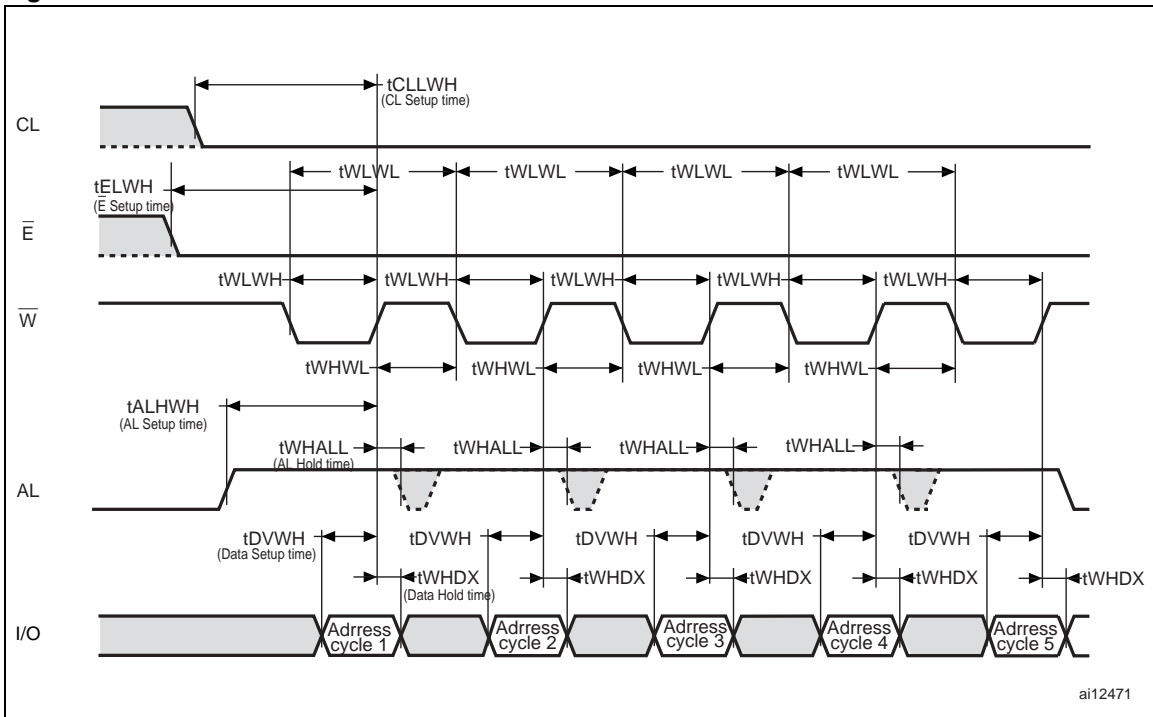 tCLLWH
(CL Setup time)
CL
tWLWL tWLWL tWLWL tWLWL
tELWH
(E Setup time)
E
tWLWH tWLWH tWLWH tWLWH tWLWH
W
tWHWL tWHWL tWHWL tWHWL
tALHWH
(AL Setup time)
tWHALL tWHALL tWHALL tWHALL
(AL Hold time)
AL
tDVWH tDVWH tDVWH tDVWH tDVWH
(Data Setup time)
tWHDX tWHDX tWHDX tWHDX tWHDX
(Data Hold time)
I/O
Adrress cycle 1
Adrress cycle 2
Adrress cycle 3
Adrress cycle 4
Adrress cycle 5
ai12471